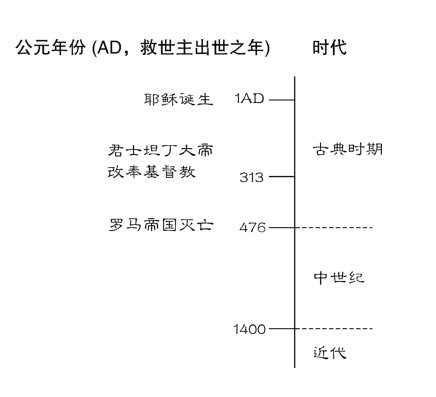 公元年份 (AD，救世主出世之年) 时代
耶稣诞生 1AD
古典时期
君士坦丁大帝
改奉基督教 313
罗马帝国灭亡 476
中世纪
1400
近代